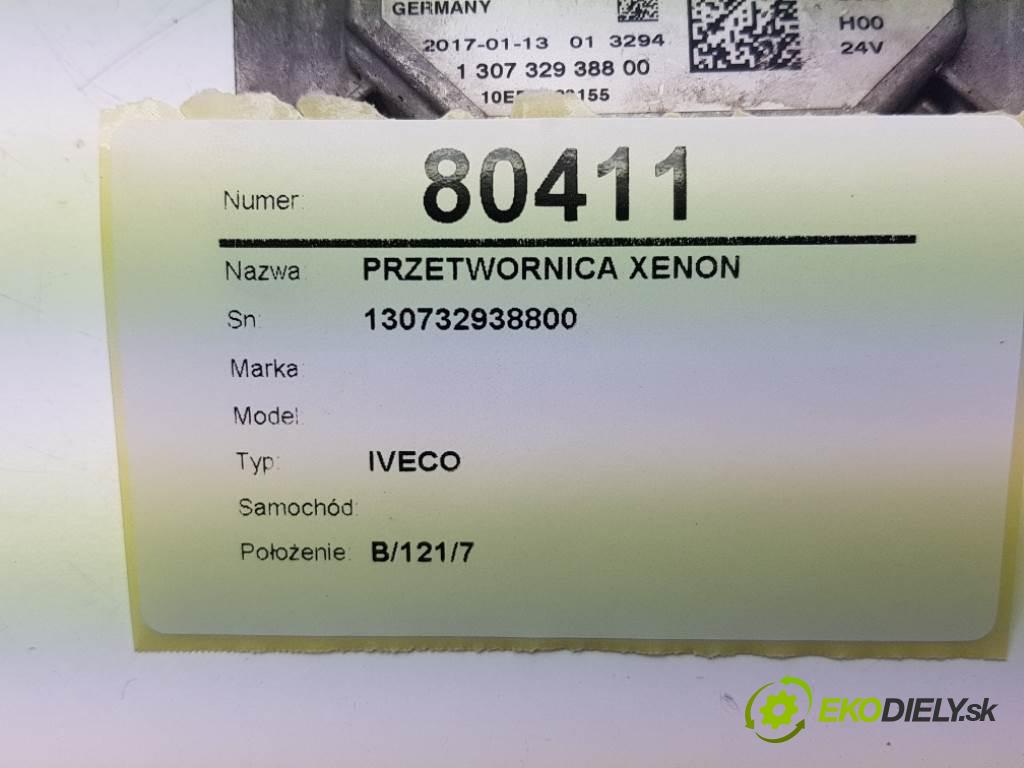 GERMANY
2017-01-13 01 3294
1 307 329 388 00
H00
24V
Numer: 80411
Nazwa PRZETWORNICA XENON
Sn: 130732938800
Marka:
Model:
Typ: IVECO
Samochód:
Położenie: B/121/7
EKODIELY.sk